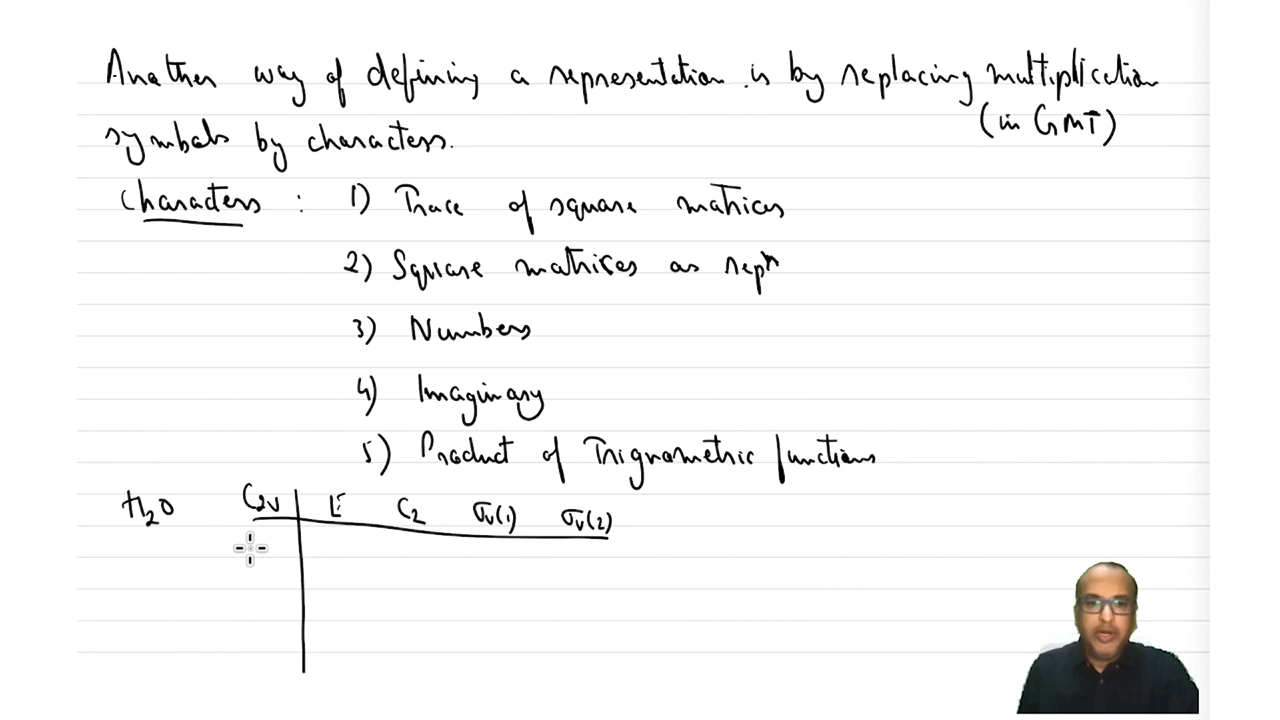 Another way of defining a representation is by replacing multiplication
(in GMT)
symbols by characters.
Characters : 1) Trace of square matrices
2) Square matrices as repn
3) Numbers
4) Imaginary
5) Product of Trignometric functions
H2O C2v E C2 σv(1) σv(2)